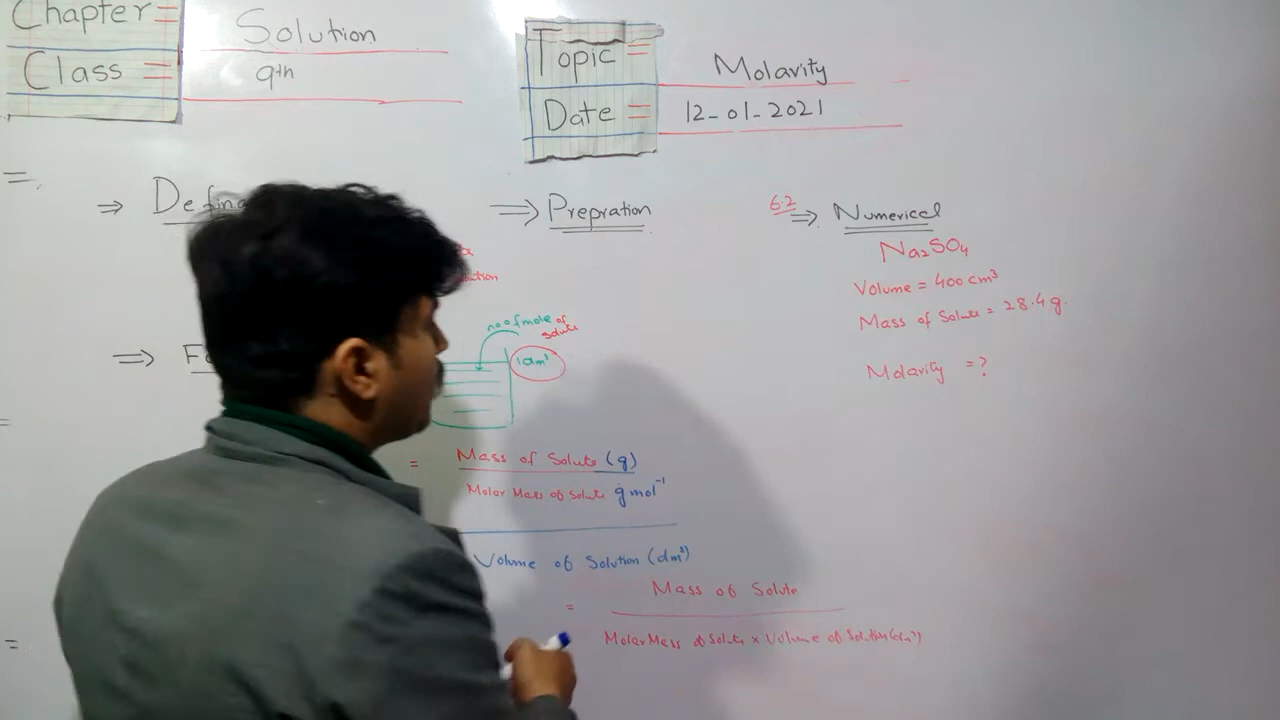 Chapter =
Solution
Class =
9th
Topic =
Molarity
Date =
12-01-2021
=
⇒ Defin
⇒ Prepration
6.2 ⇒ Numerical
Na₂SO₄
Volume = 400 cm³
Mass of Solute = 28.4 g.
Molarity = ?
no of mole of
solute
1dm³
⇒ Fo
=
= Mass of Solute (g)
Molar Mass of Solute g mol⁻¹
Volume of Solution (dm³)
= Mass of Solute
Molar Mass of Solute × Volume of Solution (dm³)
=